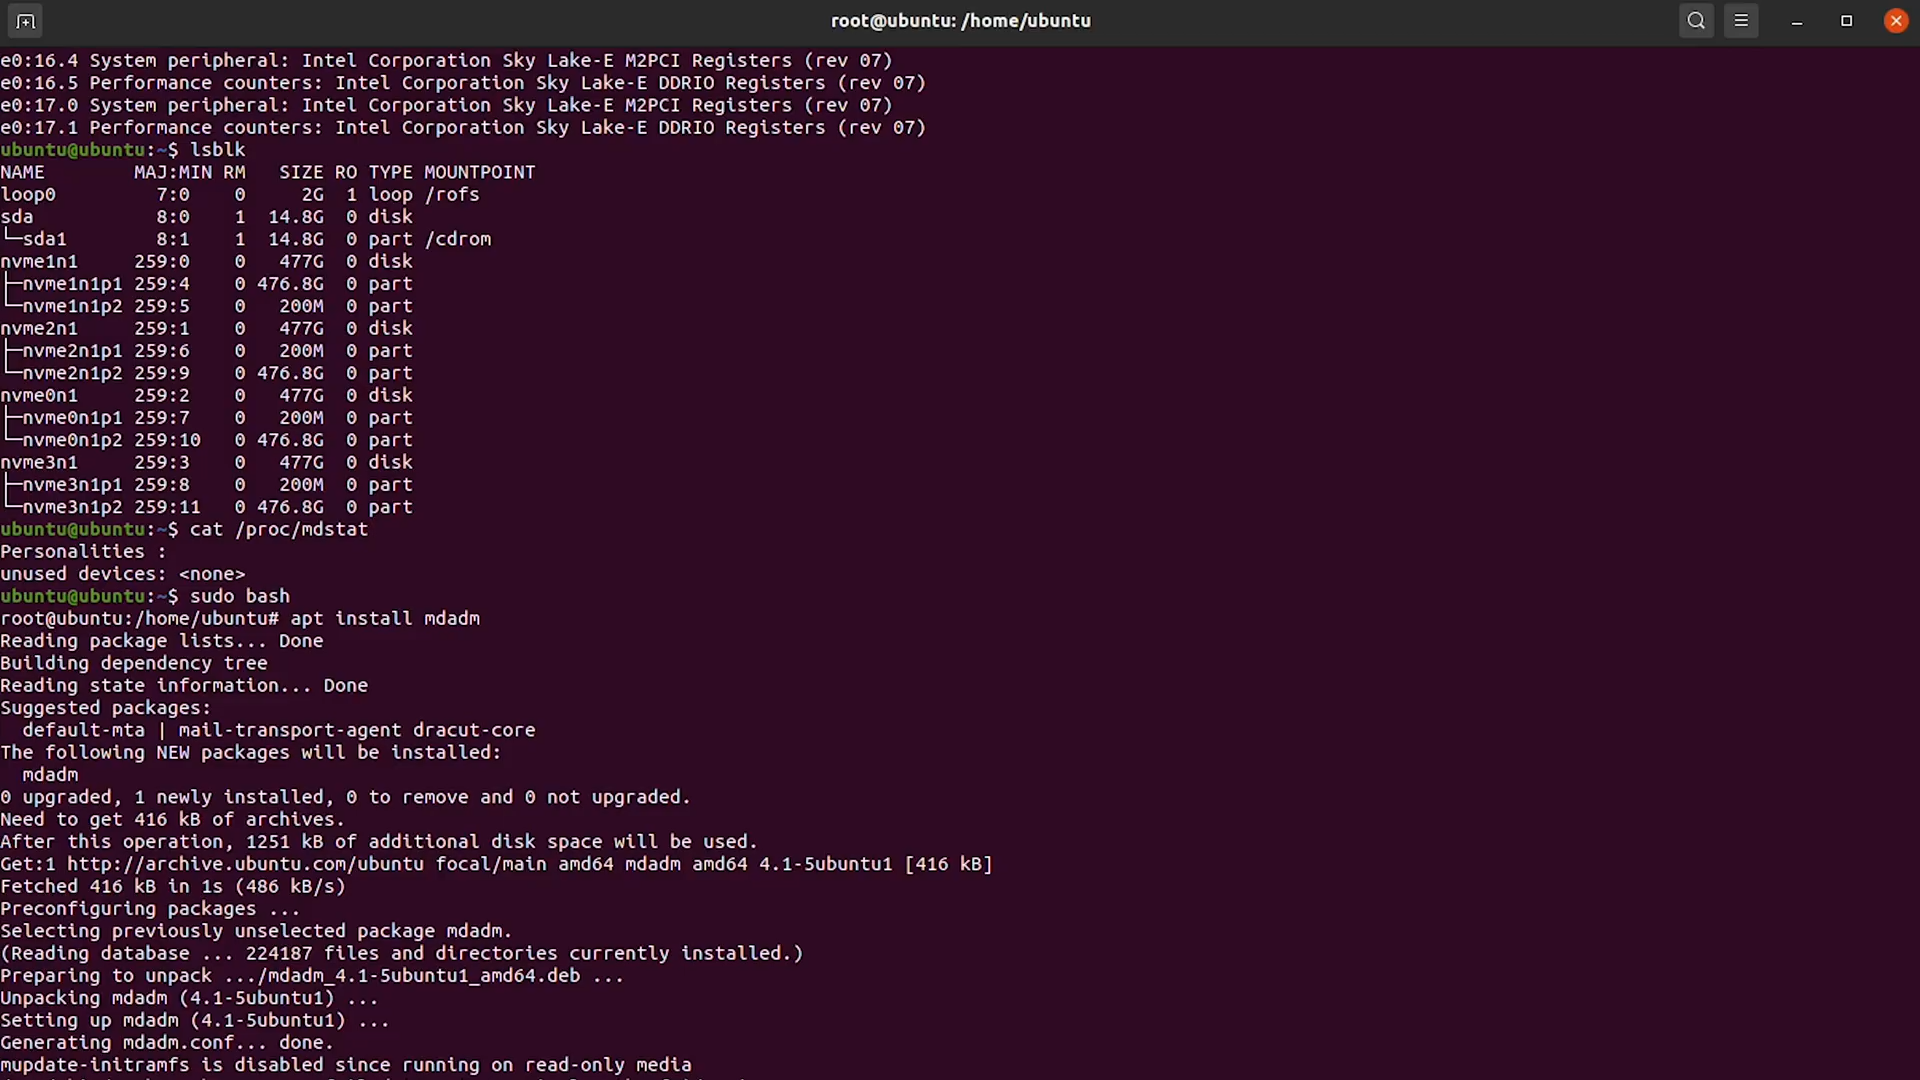 root@ubuntu: /home/ubuntu
e0:16.4 System peripheral: Intel Corporation Sky Lake-E M2PCI Registers (rev 07)
e0:16.5 Performance counters: Intel Corporation Sky Lake-E DDRIO Registers (rev 07)
e0:17.0 System peripheral: Intel Corporation Sky Lake-E M2PCI Registers (rev 07)
e0:17.1 Performance counters: Intel Corporation Sky Lake-E DDRIO Registers (rev 07)
ubuntu@ubuntu:~$ lsblk
NAME        MAJ:MIN RM   SIZE RO TYPE MOUNTPOINT
loop0         7:0    0     2G  1 loop /rofs
sda           8:0    1  14.8G  0 disk
└─sda1        8:1    1  14.8G  0 part /cdrom
nvme1n1     259:0    0   477G  0 disk
├─nvme1n1p1 259:4    0 476.8G  0 part
└─nvme1n1p2 259:5    0   200M  0 part
nvme2n1     259:1    0   477G  0 disk
├─nvme2n1p1 259:6    0   200M  0 part
└─nvme2n1p2 259:9    0 476.8G  0 part
nvme0n1     259:2    0   477G  0 disk
├─nvme0n1p1 259:7    0   200M  0 part
└─nvme0n1p2 259:10   0 476.8G  0 part
nvme3n1     259:3    0   477G  0 disk
├─nvme3n1p1 259:8    0   200M  0 part
└─nvme3n1p2 259:11   0 476.8G  0 part
ubuntu@ubuntu:~$ cat /proc/mdstat
Personalities :
unused devices: <none>
ubuntu@ubuntu:~$ sudo bash
root@ubuntu:/home/ubuntu# apt install mdadm
Reading package lists... Done
Building dependency tree
Reading state information... Done
Suggested packages:
  default-mta | mail-transport-agent dracut-core
The following NEW packages will be installed:
  mdadm
0 upgraded, 1 newly installed, 0 to remove and 0 not upgraded.
Need to get 416 kB of archives.
After this operation, 1251 kB of additional disk space will be used.
Get:1 http://archive.ubuntu.com/ubuntu focal/main amd64 mdadm amd64 4.1-5ubuntu1 [416 kB]
Fetched 416 kB in 1s (486 kB/s)
Preconfiguring packages ...
Selecting previously unselected package mdadm.
(Reading database ... 224187 files and directories currently installed.)
Preparing to unpack .../mdadm_4.1-5ubuntu1_amd64.deb ...
Unpacking mdadm (4.1-5ubuntu1) ...
Setting up mdadm (4.1-5ubuntu1) ...
Generating mdadm.conf... done.
mupdate-initramfs is disabled since running on read-only media